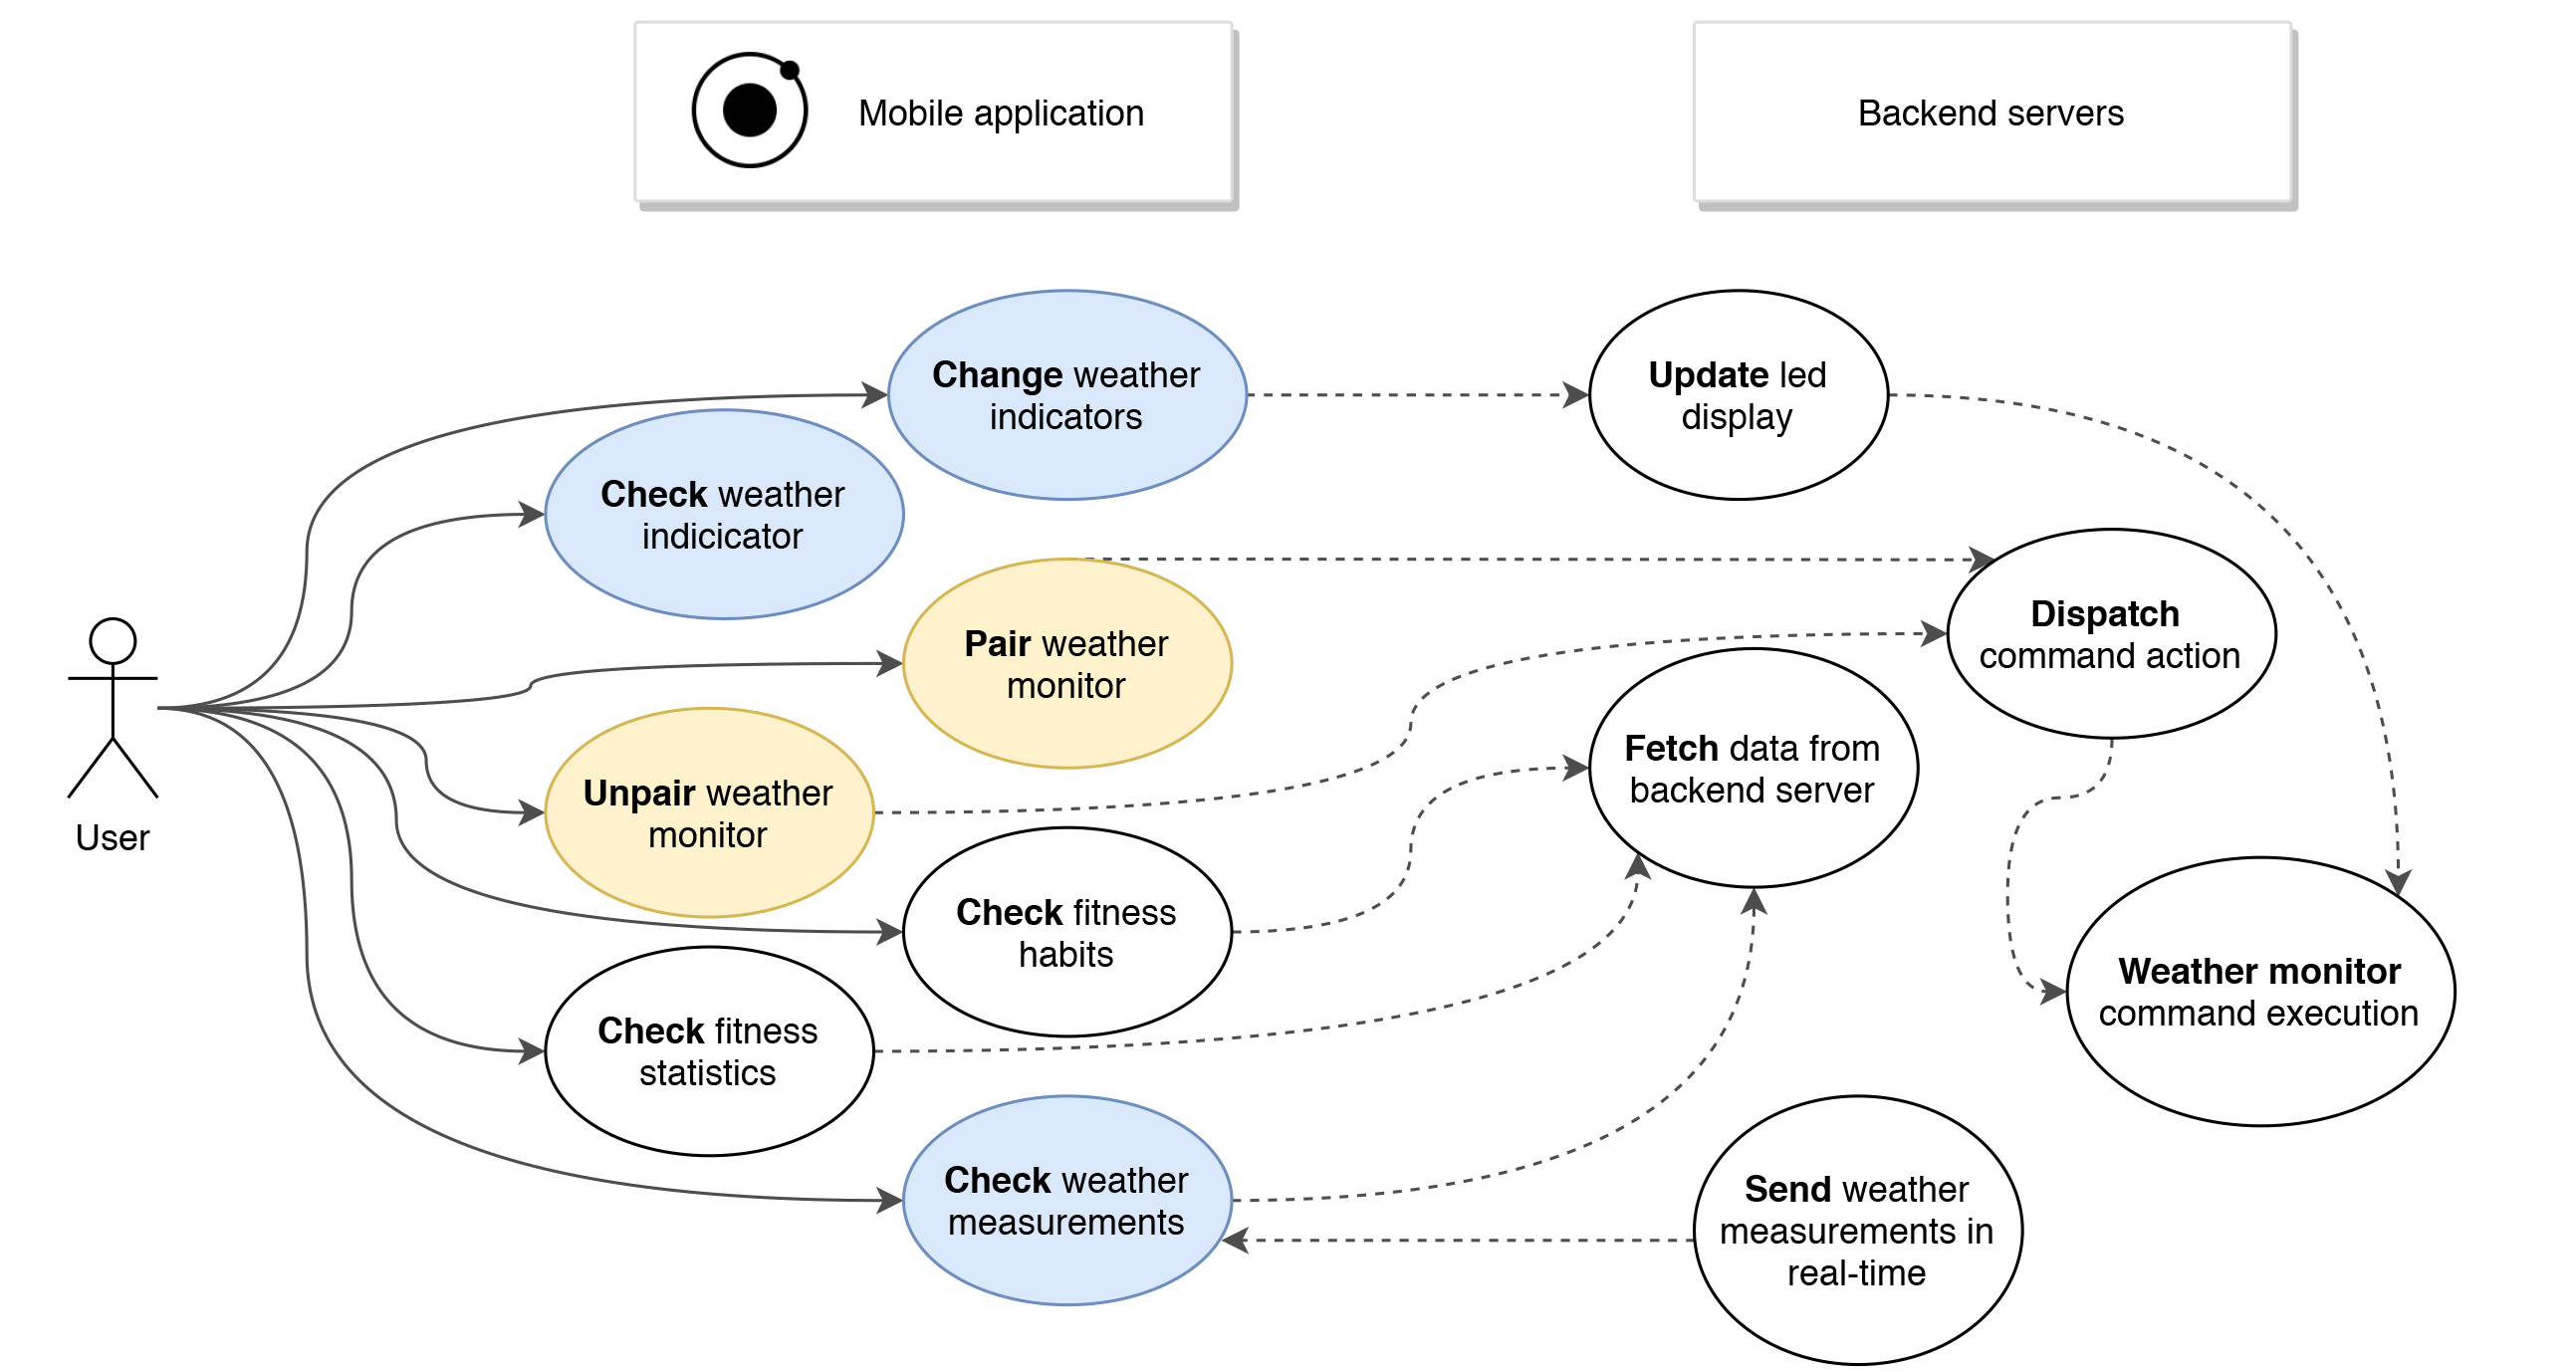 Mobile application
Backend servers
Change weather
indicators
Update led
display
Check weather
indicicator
Pair weather
monitor
Dispatch
command action
Unpair weather
monitor
Fetch data from
backend server
User
Check fitness
habits
Weather monitor
command execution
Check fitness
statistics
Check weather
measurements
Send weather
measurements in
real-time